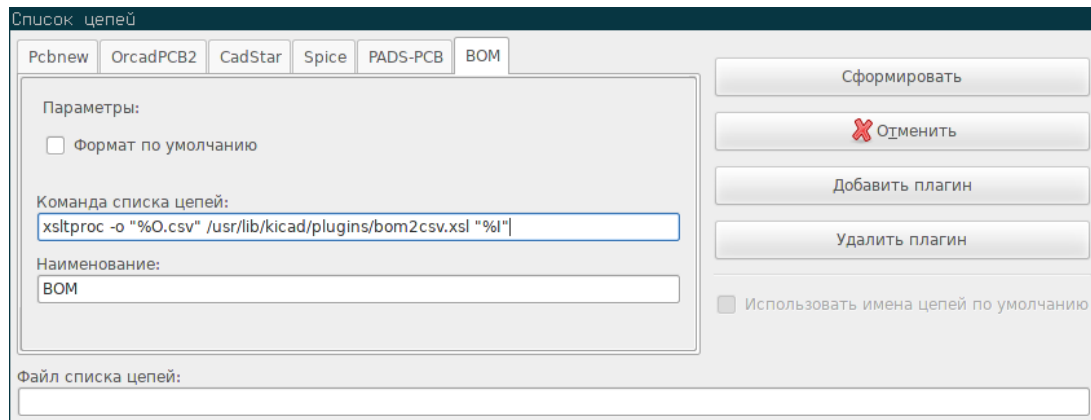 Список цепей
Pcbnew OrcadPCB2 CadStar Spice PADS-PCB BOM
Параметры:
Формат по умолчанию
Команда списка цепей:
xsltproc -o "%O.csv" /usr/lib/kicad/plugins/bom2csv.xsl "%I"
Наименование:
BOM
Сформировать
Отменить
Добавить плагин
Удалить плагин
Использовать имена цепей по умолчанию
Файл списка цепей: